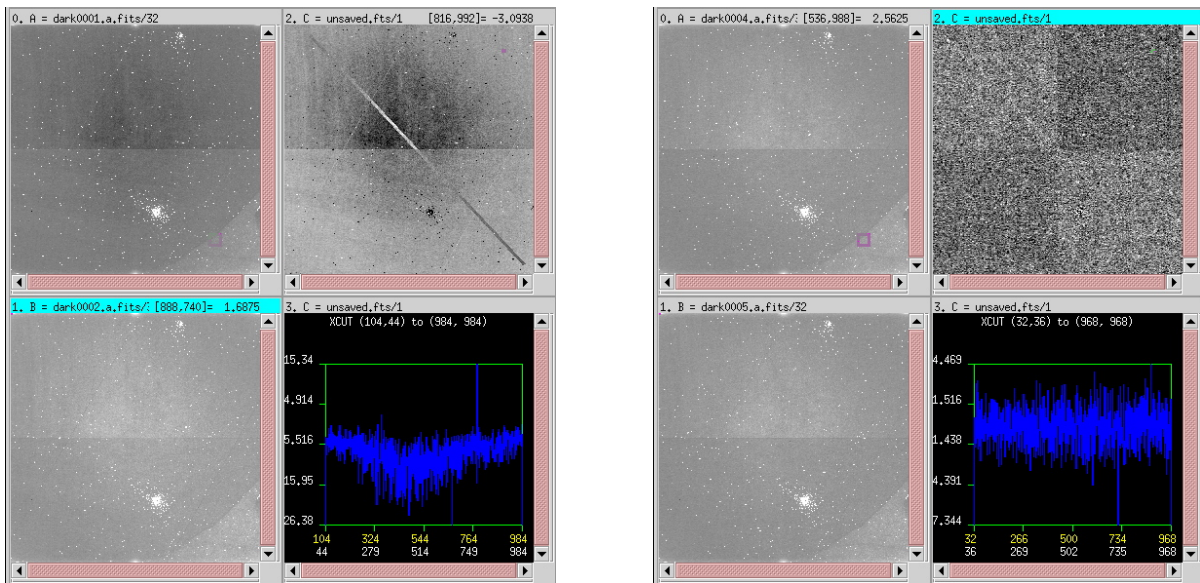 0. A = dark0001.a.fits/32
2. C = unsaved.fts/1 [816,992]= -3.0938
1. B = dark0002.a.fits/3 [888,740]= 1.6875
3. C = unsaved.fts/1
XCUT (104,44) to (984, 984)
15.34
4.914
5.516
15.95
26.38
104 324 544 764 984
44 279 514 749 984
0. A = dark0004.a.fits/3 [536,988]= 2.5625
2. C = unsaved.fts/1
1. B = dark0005.a.fits/32
3. C = unsaved.fts/1
XCUT (32,36) to (968, 968)
4.469
1.516
1.438
4.391
7.344
32 266 500 734 968
36 269 502 735 968